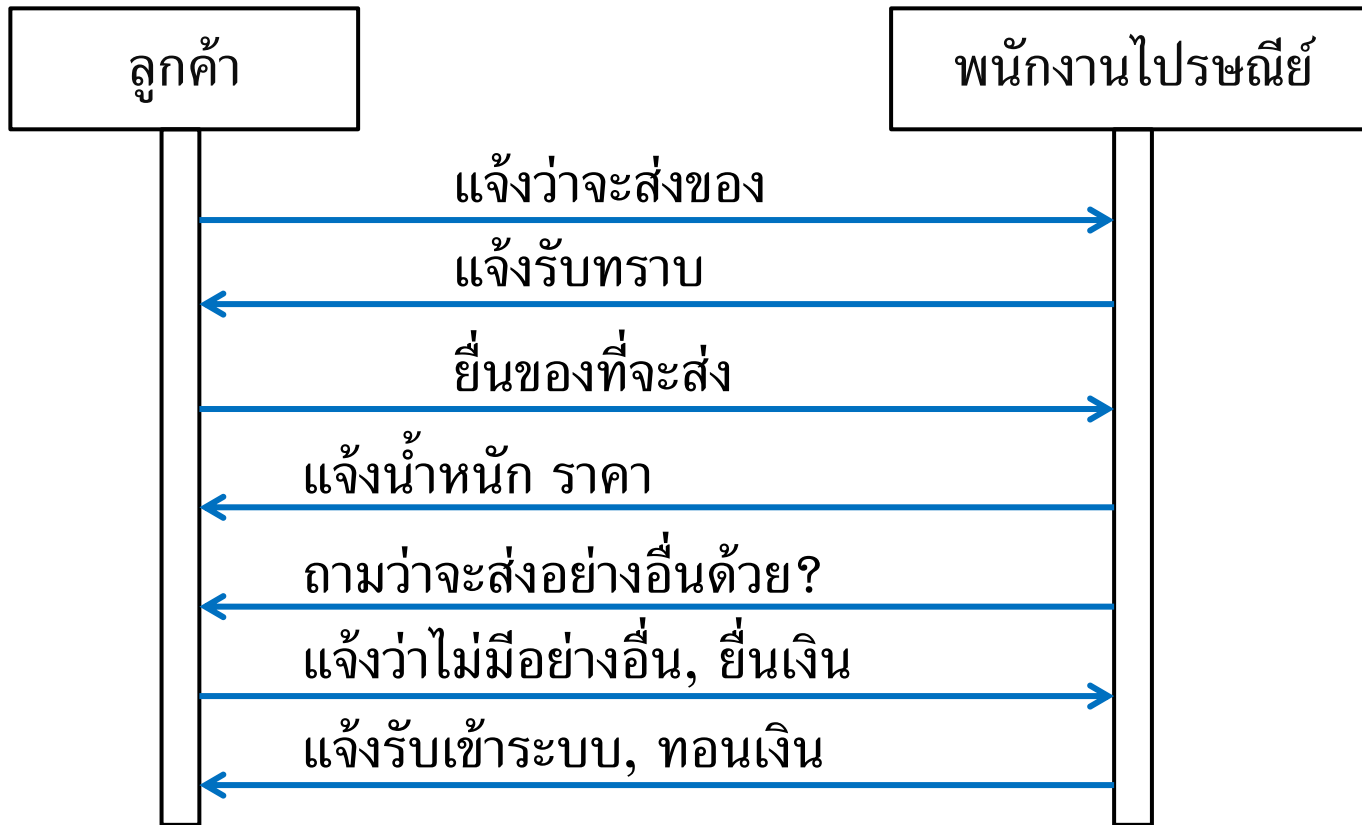 ลูกค้า
พนักงานไปรษณีย์
แจ้งว่าจะส่งของ
แจ้งรับทราบ
ยื่นของที่จะส่ง
แจ้งน้ำหนัก ราคา
ถามว่าจะส่งอย่างอื่นด้วย?
แจ้งว่าไม่มีอย่างอื่น, ยื่นเงิน
แจ้งรับเข้าระบบ, ทอนเงิน